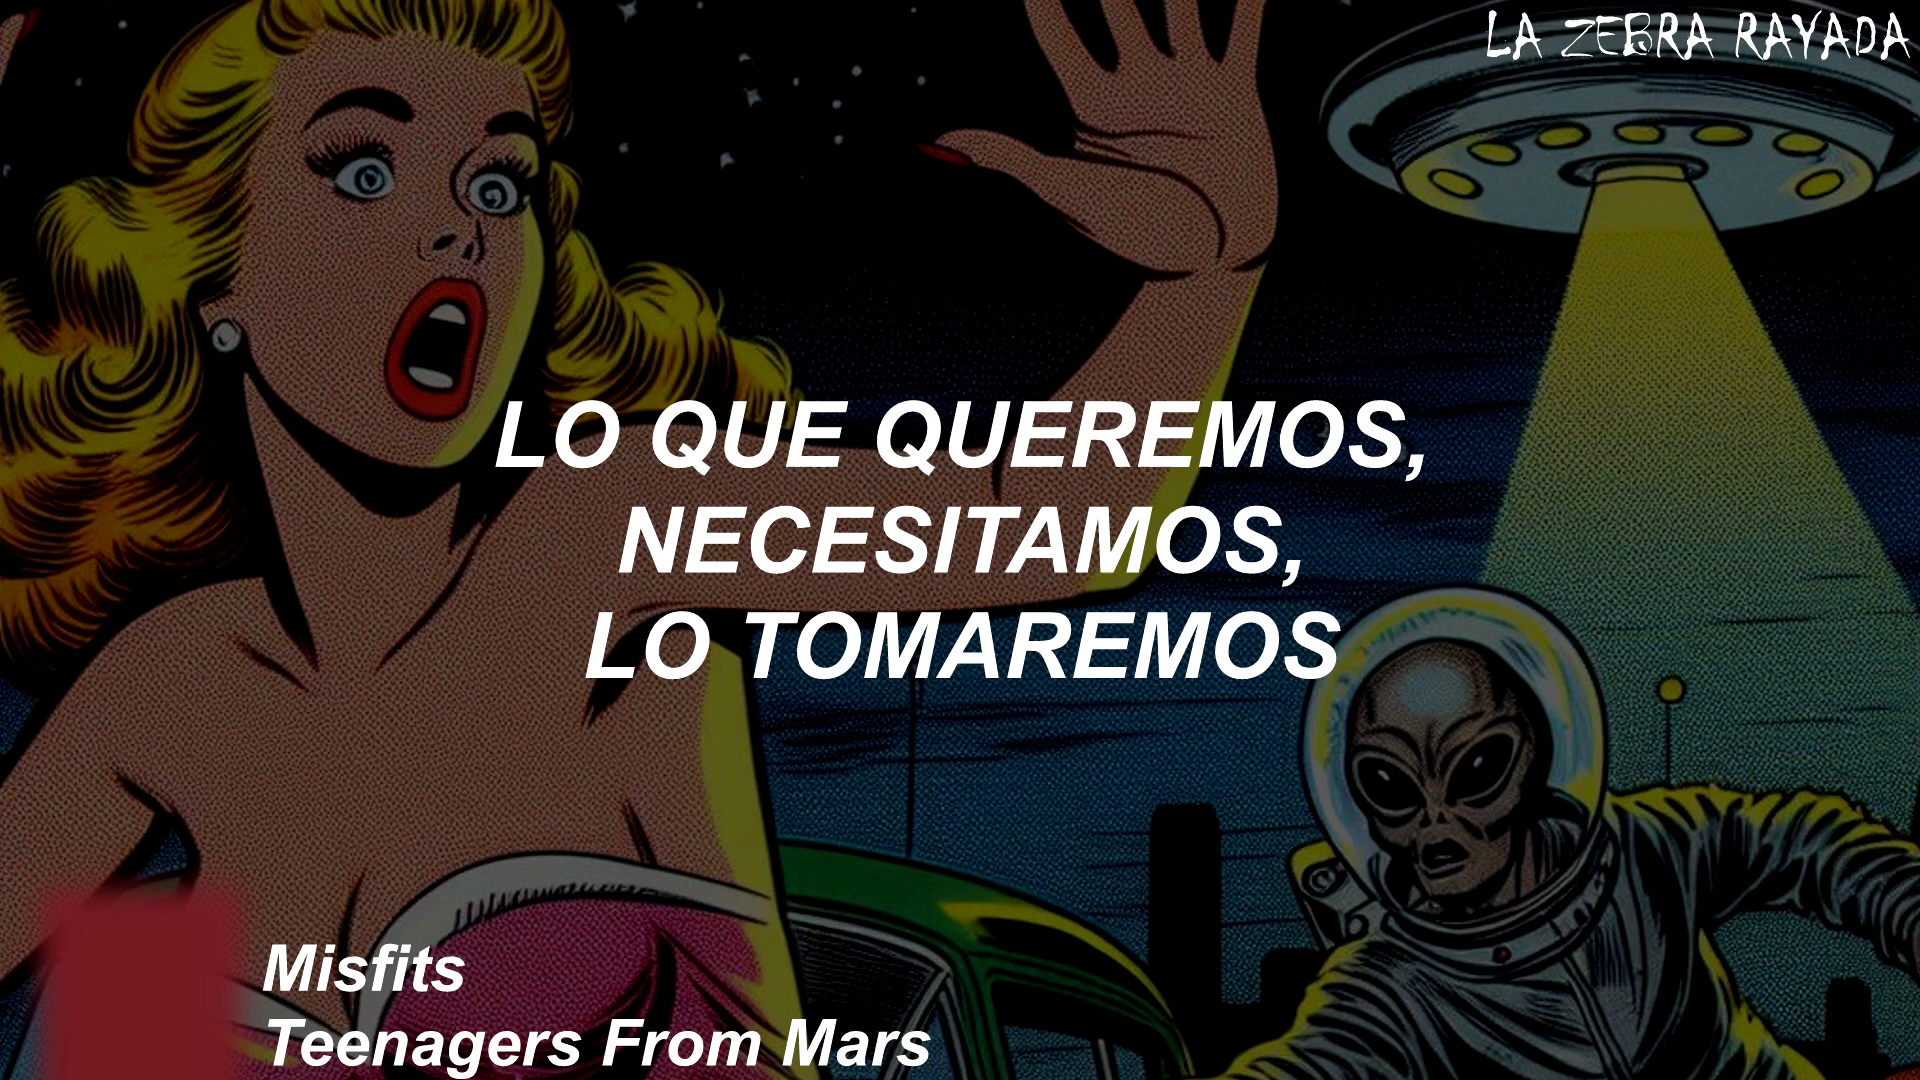 LA ZEBRA RAYADA
LO QUE QUEREMOS,
NECESITAMOS,
LO TOMAREMOS
Misfits
Teenagers From Mars